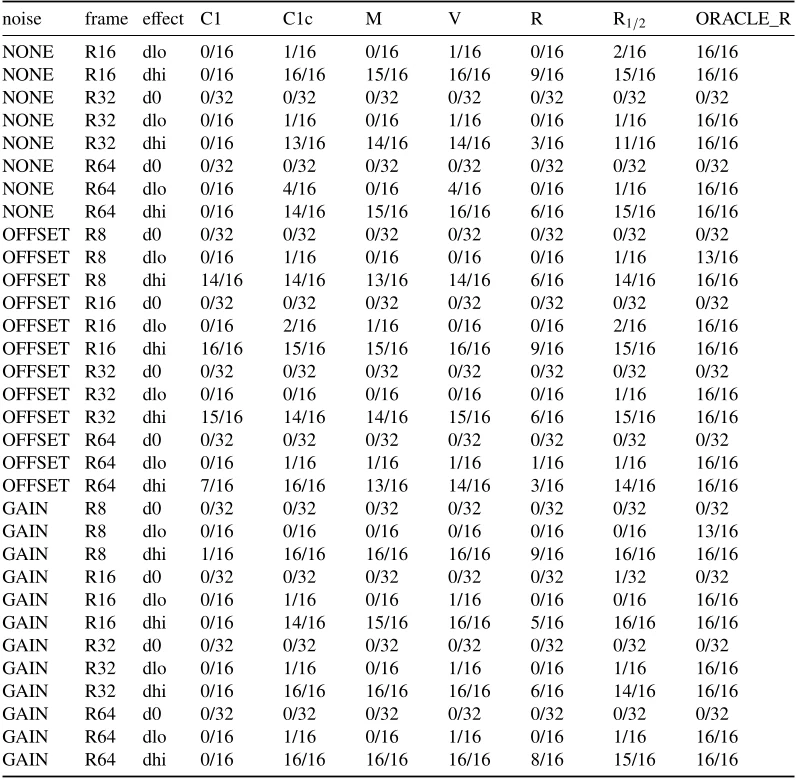 noise frame effect C1 C1c M V R R1/2 ORACLE_R
NONE R16 dlo 0/16 1/16 0/16 1/16 0/16 2/16 16/16
NONE R16 dhi 0/16 16/16 15/16 16/16 9/16 15/16 16/16
NONE R32 d0 0/32 0/32 0/32 0/32 0/32 0/32 0/32
NONE R32 dlo 0/16 1/16 0/16 1/16 0/16 1/16 16/16
NONE R32 dhi 0/16 13/16 14/16 14/16 3/16 11/16 16/16
NONE R64 d0 0/32 0/32 0/32 0/32 0/32 0/32 0/32
NONE R64 dlo 0/16 4/16 0/16 4/16 0/16 1/16 16/16
NONE R64 dhi 0/16 14/16 15/16 16/16 6/16 15/16 16/16
OFFSET R8 d0 0/32 0/32 0/32 0/32 0/32 0/32 0/32
OFFSET R8 dlo 0/16 1/16 0/16 0/16 0/16 1/16 13/16
OFFSET R8 dhi 14/16 14/16 13/16 14/16 6/16 14/16 16/16
OFFSET R16 d0 0/32 0/32 0/32 0/32 0/32 0/32 0/32
OFFSET R16 dlo 0/16 2/16 1/16 0/16 0/16 2/16 16/16
OFFSET R16 dhi 16/16 15/16 15/16 16/16 9/16 15/16 16/16
OFFSET R32 d0 0/32 0/32 0/32 0/32 0/32 0/32 0/32
OFFSET R32 dlo 0/16 0/16 0/16 0/16 0/16 1/16 16/16
OFFSET R32 dhi 15/16 14/16 14/16 15/16 6/16 15/16 16/16
OFFSET R64 d0 0/32 0/32 0/32 0/32 0/32 0/32 0/32
OFFSET R64 dlo 0/16 1/16 1/16 1/16 1/16 1/16 16/16
OFFSET R64 dhi 7/16 16/16 13/16 14/16 3/16 14/16 16/16
GAIN R8 d0 0/32 0/32 0/32 0/32 0/32 0/32 0/32
GAIN R8 dlo 0/16 0/16 0/16 0/16 0/16 0/16 13/16
GAIN R8 dhi 1/16 16/16 16/16 16/16 9/16 16/16 16/16
GAIN R16 d0 0/32 0/32 0/32 0/32 0/32 1/32 0/32
GAIN R16 dlo 0/16 1/16 0/16 1/16 0/16 0/16 16/16
GAIN R16 dhi 0/16 14/16 15/16 16/16 5/16 16/16 16/16
GAIN R32 d0 0/32 0/32 0/32 0/32 0/32 0/32 0/32
GAIN R32 dlo 0/16 1/16 0/16 1/16 0/16 1/16 16/16
GAIN R32 dhi 0/16 16/16 16/16 16/16 6/16 14/16 16/16
GAIN R64 d0 0/32 0/32 0/32 0/32 0/32 0/32 0/32
GAIN R64 dlo 0/16 1/16 0/16 1/16 0/16 1/16 16/16
GAIN R64 dhi 0/16 16/16 16/16 16/16 8/16 15/16 16/16